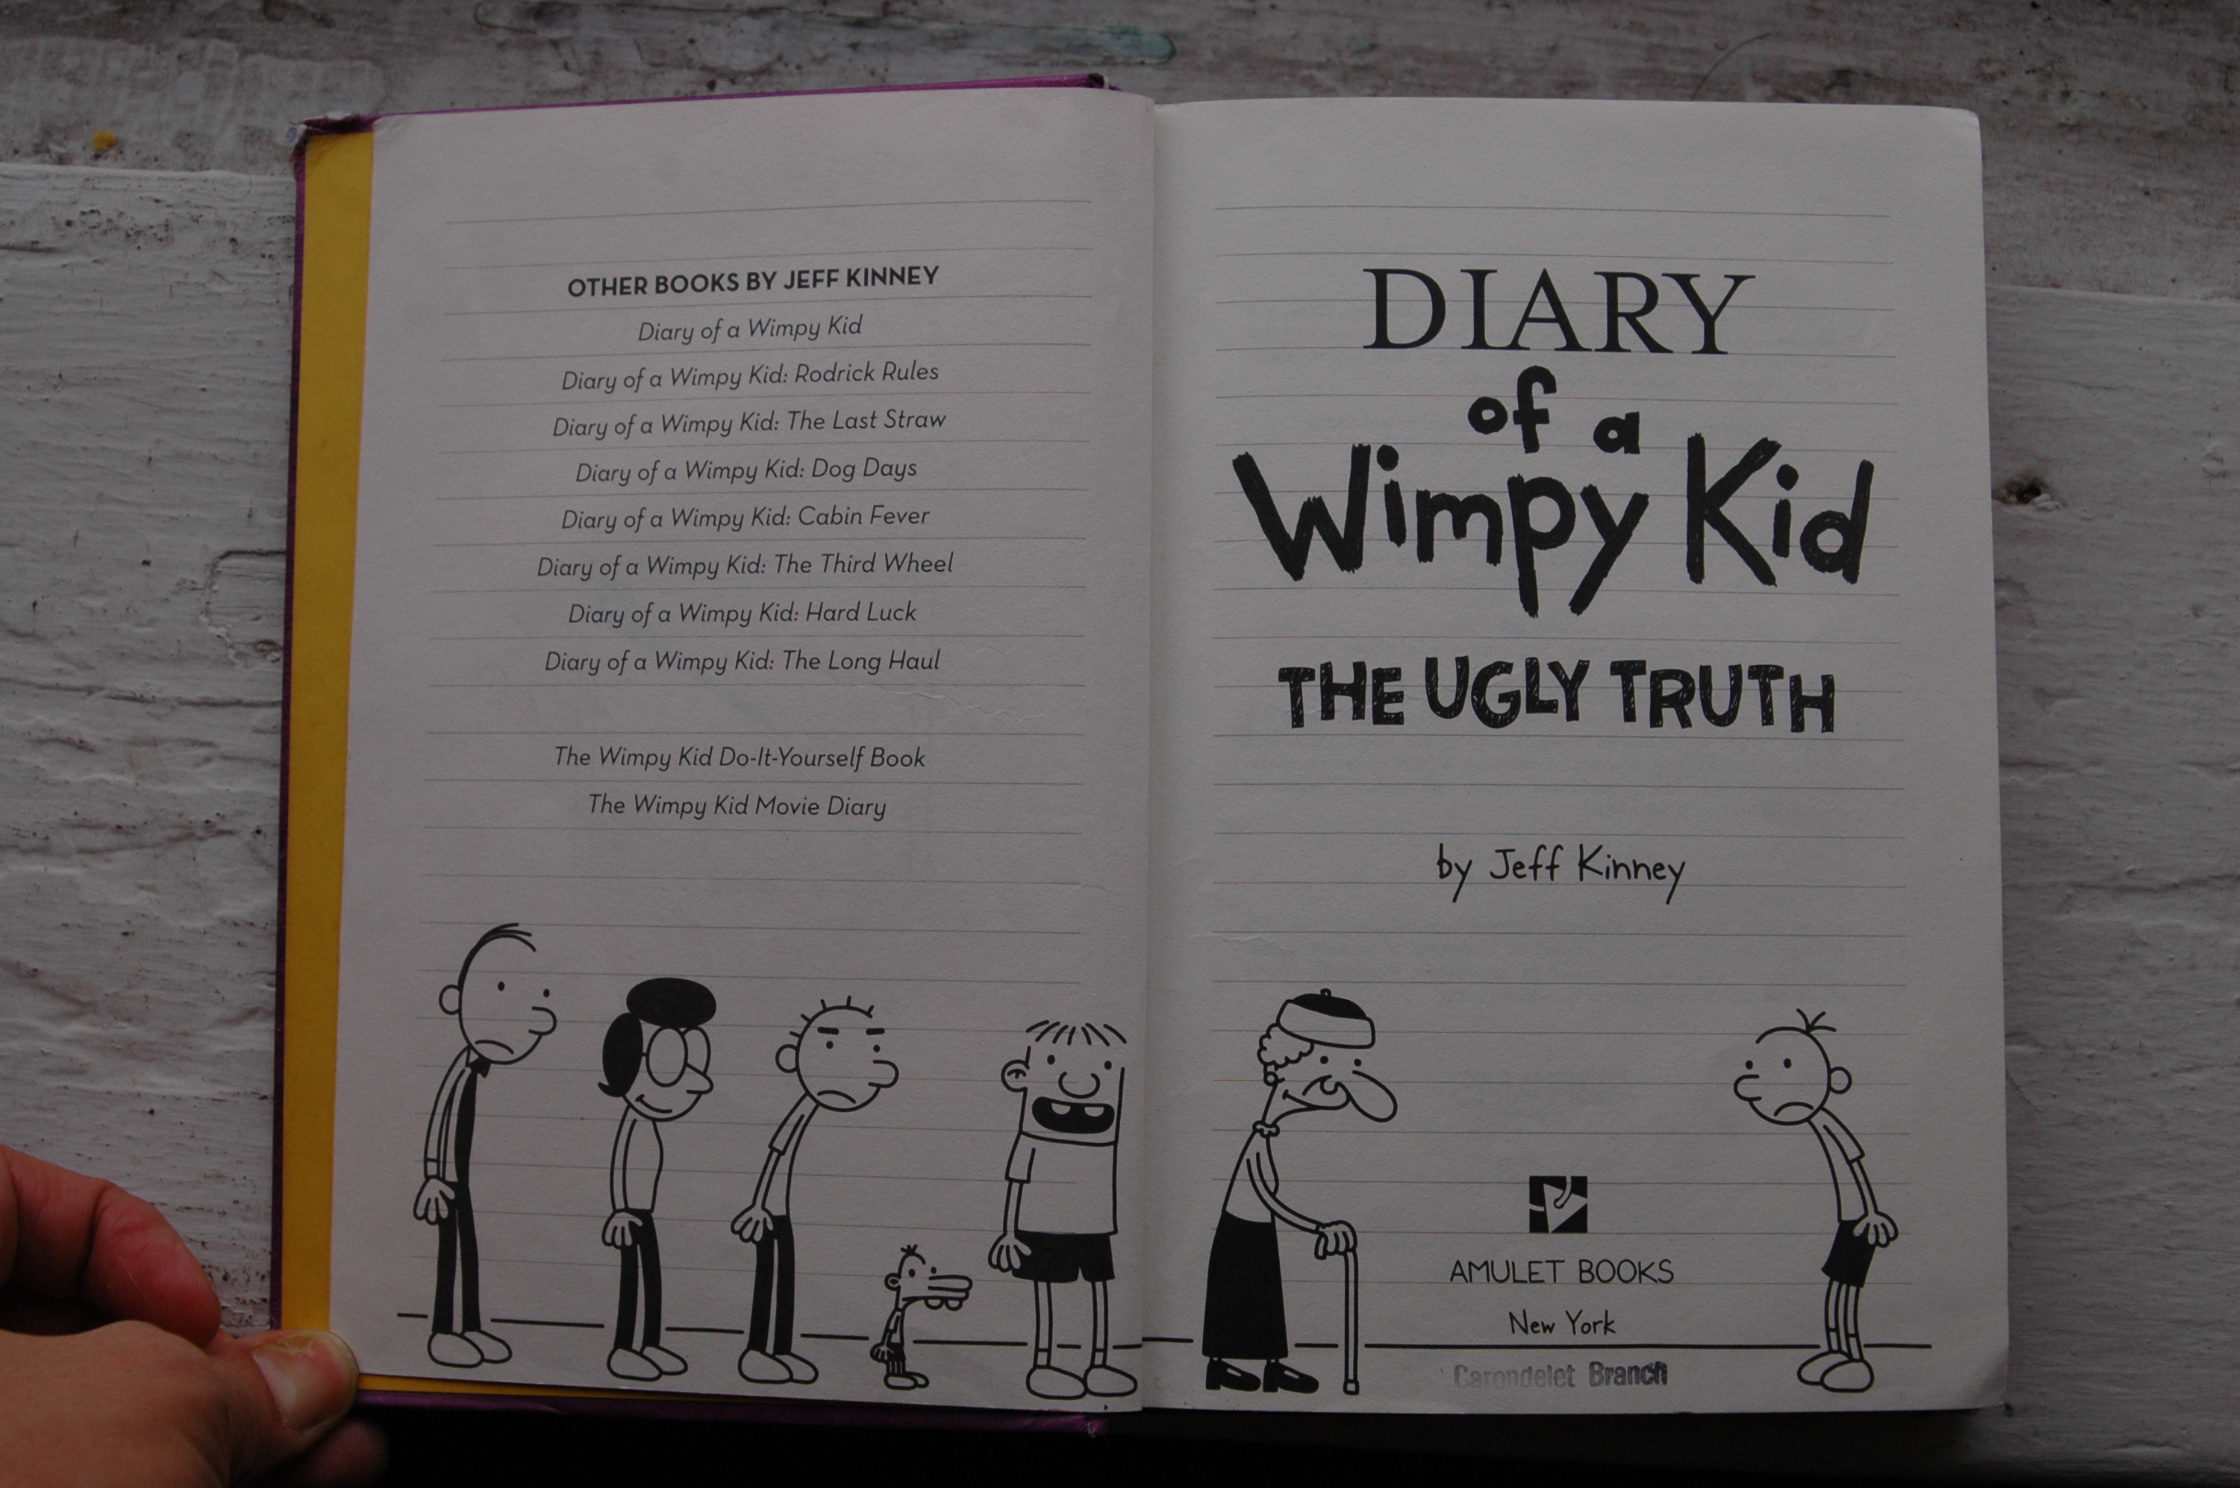 OTHER BOOKS BY JEFF KINNEY
Diary of a Wimpy Kid
Diary of a Wimpy Kid: Rodrick Rules
Diary of a Wimpy Kid: The Last Straw
Diary of a Wimpy Kid: Dog Days
Diary of a Wimpy Kid: Cabin Fever
Diary of a Wimpy Kid: The Third Wheel
Diary of a Wimpy Kid: Hard Luck
Diary of a Wimpy Kid: The Long Haul
The Wimpy Kid Do-It-Yourself Book
The Wimpy Kid Movie Diary
DIARY
of a
Wimpy Kid
THE UGLY TRUTH
by Jeff Kinney
AMULET BOOKS
New York
Carondelet Branch